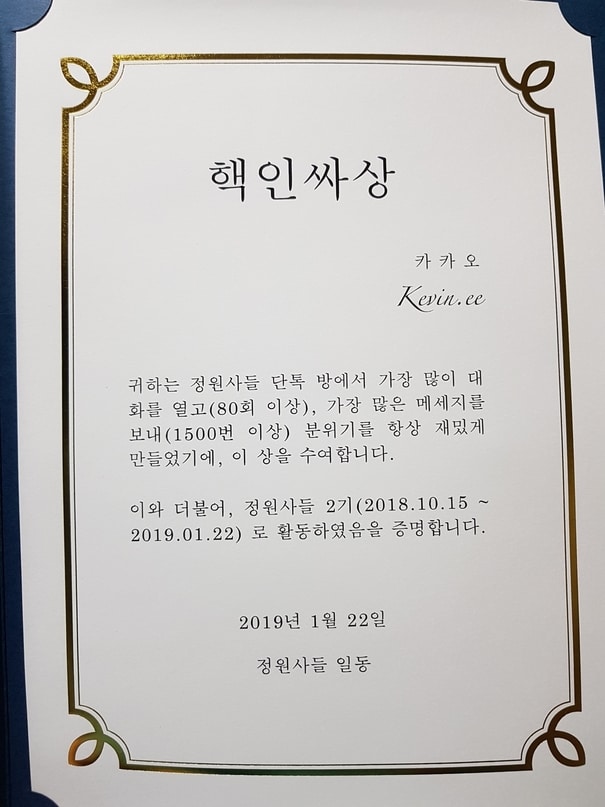 핵인싸상
카카오
Kevin.ee
귀하는 정원사들 단톡 방에서 가장 많이 대
화를 열고(80회 이상), 가장 많은 메세지를
보내(1500번 이상) 분위기를 항상 재밌게
만들었기에, 이 상을 수여합니다.
이와 더불어, 정원사들 2기(2018.10.15 ~
2019.01.22) 로 활동하였음을 증명합니다.
2019년 1월 22일
정원사들 일동